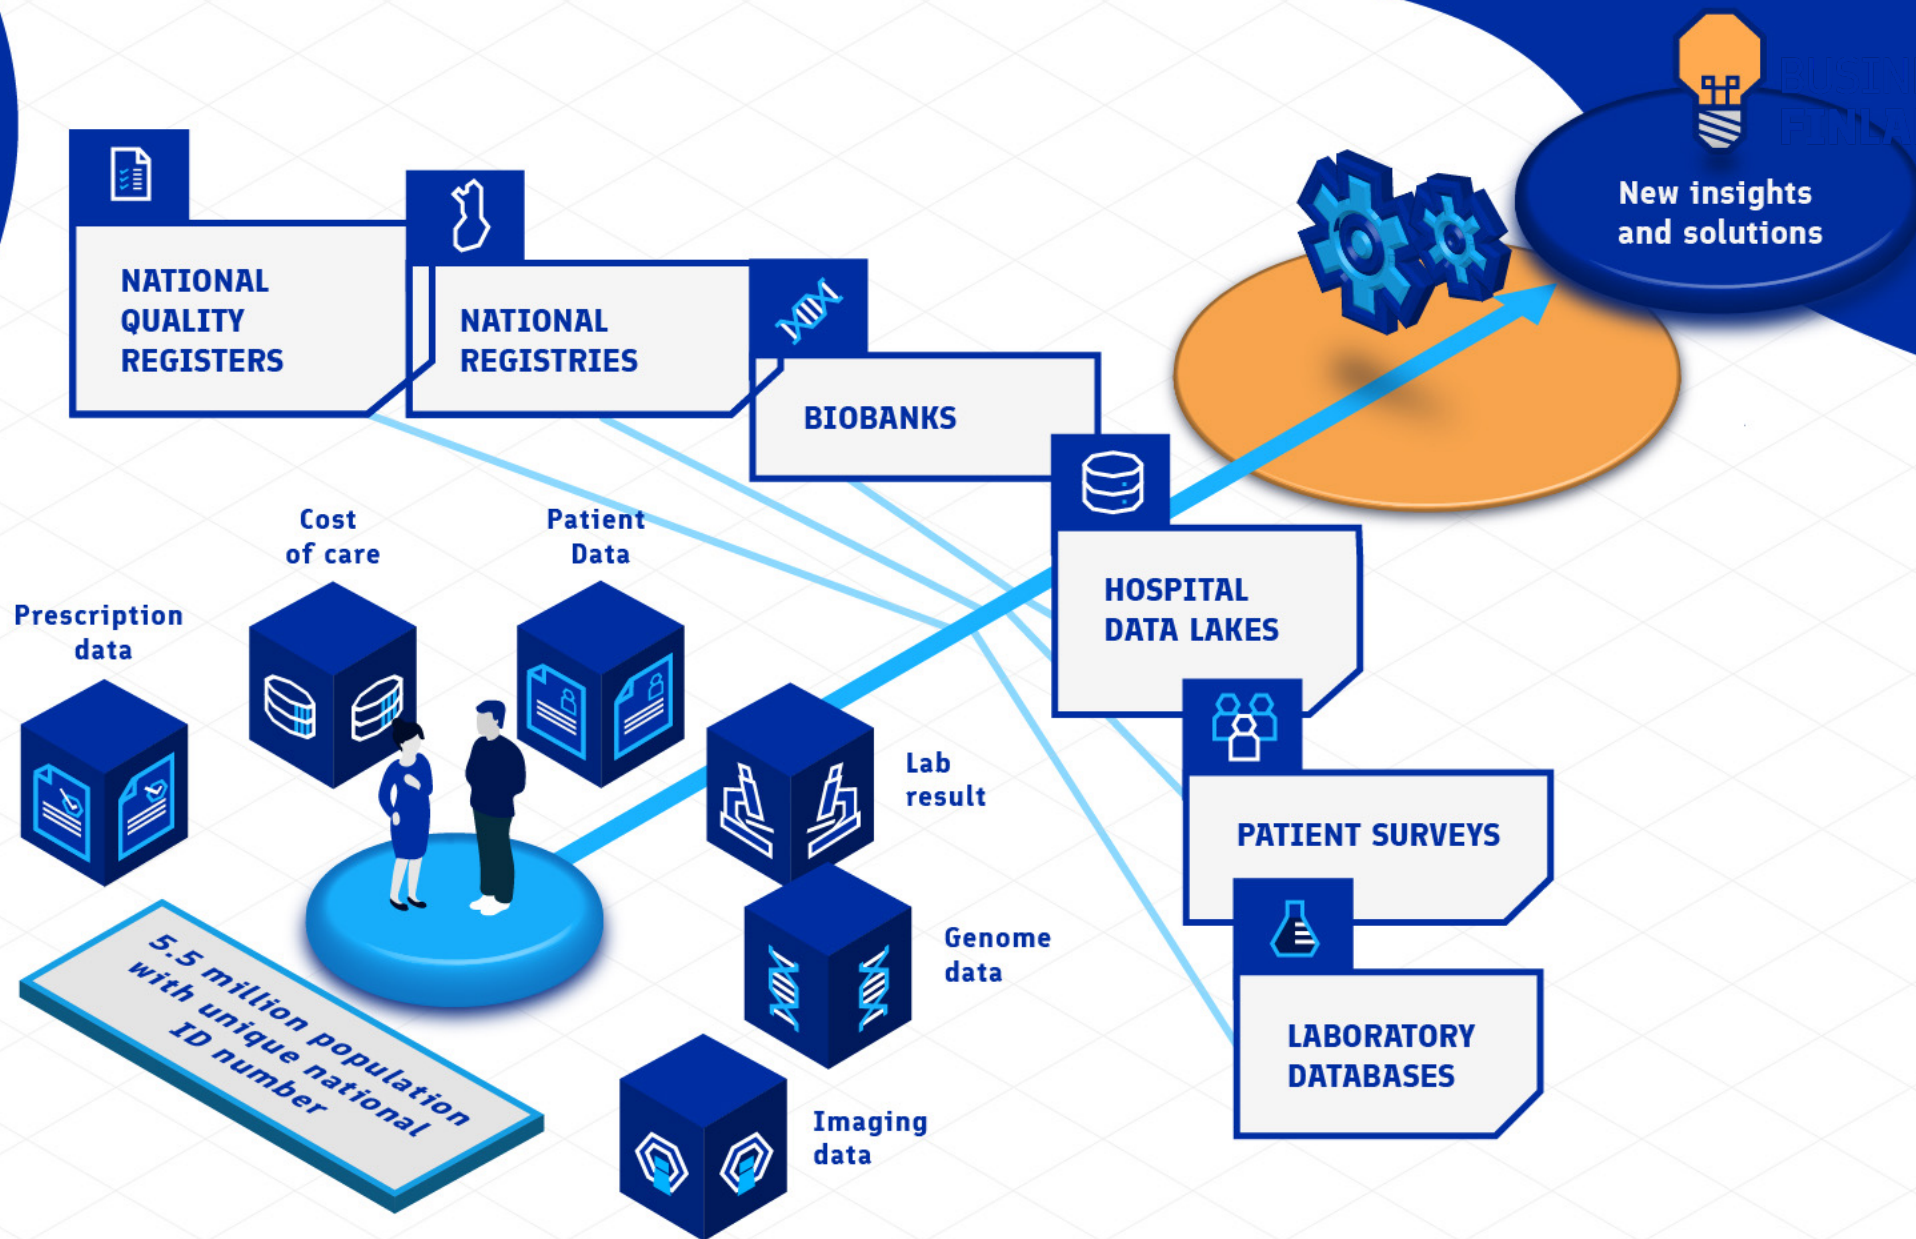 New insights
and solutions
NATIONAL
QUALITY
REGISTERS
NATIONAL
REGISTRIES
BIOBANKS
HOSPITAL
DATA LAKES
PATIENT SURVEYS
LABORATORY
DATABASES
Cost
of care
Patient
Data
Prescription
data
Lab
result
Genome
data
Imaging
data
5.5 million population
with unique national
ID number